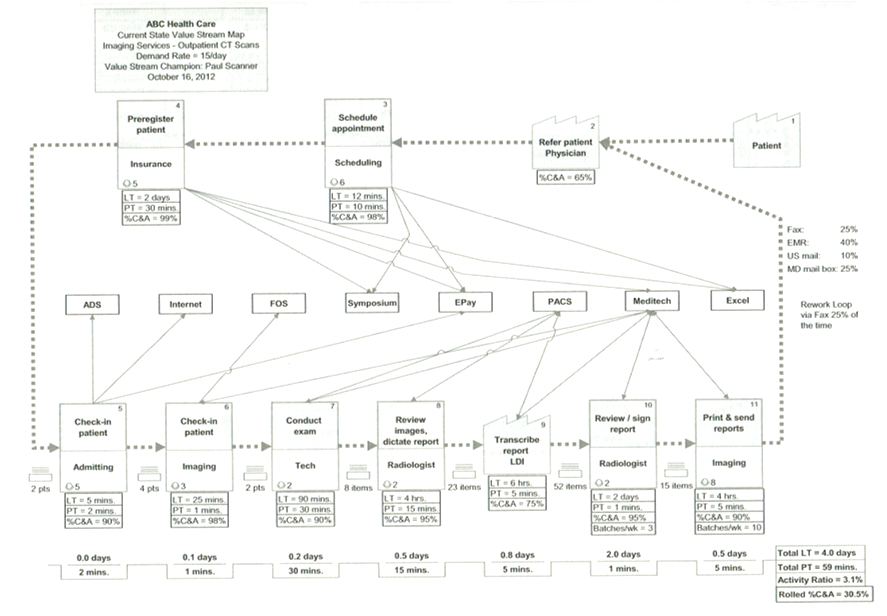 ABC Health Care
Current State Value Stream Map
Imaging Services - Outpatient CT Scans
Demand Rate = 15/day
Value Stream Champion: Paul Scanner
October 16, 2012
4
Preregister
patient
Insurance
5
LT = 2 days
PT = 30 mins.
%C&A = 99%
3
Schedule
appointment
Scheduling
6
LT = 12 mins.
PT = 10 mins.
%C&A = 98%
2
Refer patient
Physician
%C&A = 65%
1
Patient
Fax: 25%
EMR: 40%
US mail: 10%
MD mail box: 25%
Rework Loop
via Fax 25% of
the time
ADS
Internet
FOS
Symposium
EPay
PACS
Meditech
Excel
5
Check-in
patient
Admitting
5
LT = 5 mins.
PT = 2 mins.
%C&A = 90%
6
Check-in
patient
Imaging
3
LT = 25 mins.
PT = 1 mins.
%C&A = 98%
7
Conduct
exam
Tech
2
LT = 90 mins.
PT = 30 mins.
%C&A = 90%
8
Review
images,
dictate report
Radiologist
2
LT = 4 hrs.
PT = 15 mins.
%C&A = 95%
9
Transcribe
report
LDI
LT = 6 hrs.
PT = 5 mins.
%C&A = 75%
10
Review / sign
report
Radiologist
2
LT = 2 days
PT = 1 mins.
%C&A = 95%
Batches/wk = 3
11
Print & send
reports
Imaging
8
LT = 4 hrs.
PT = 5 mins.
%C&A = 90%
Batches/wk = 10
2 pts
4 pts
2 pts
8 items
23 items
52 items
15 items
0.0 days
0.1 days
0.2 days
0.5 days
0.8 days
2.0 days
0.5 days
2 mins.
1 mins.
30 mins.
15 mins.
5 mins.
1 mins.
5 mins.
Total LT = 4.0 days
Total PT = 59 mins.
Activity Ratio = 3.1%
Rolled %C&A = 30.5%